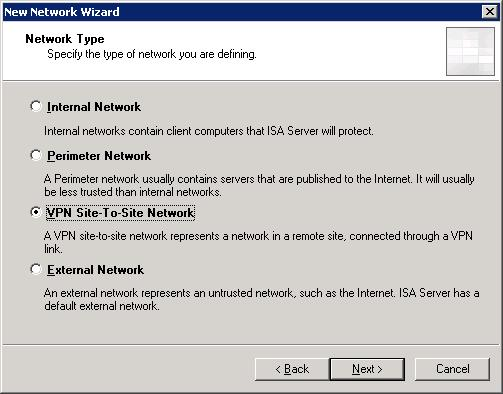 New Network Wizard
Network Type
Specify the type of network you are defining.
Internal Network
Internal networks contain client computers that ISA Server will protect.
Perimeter Network
A Perimeter network usually contains servers that are published to the Internet. It will usually
be less trusted than internal networks.
VPN Site-To-Site Network
A VPN site-to-site network represents a network in a remote site, connected through a VPN
link.
External Network
An external network represents an untrusted network, such as the Internet. ISA Server has a
default external network.
< Back Next > Cancel